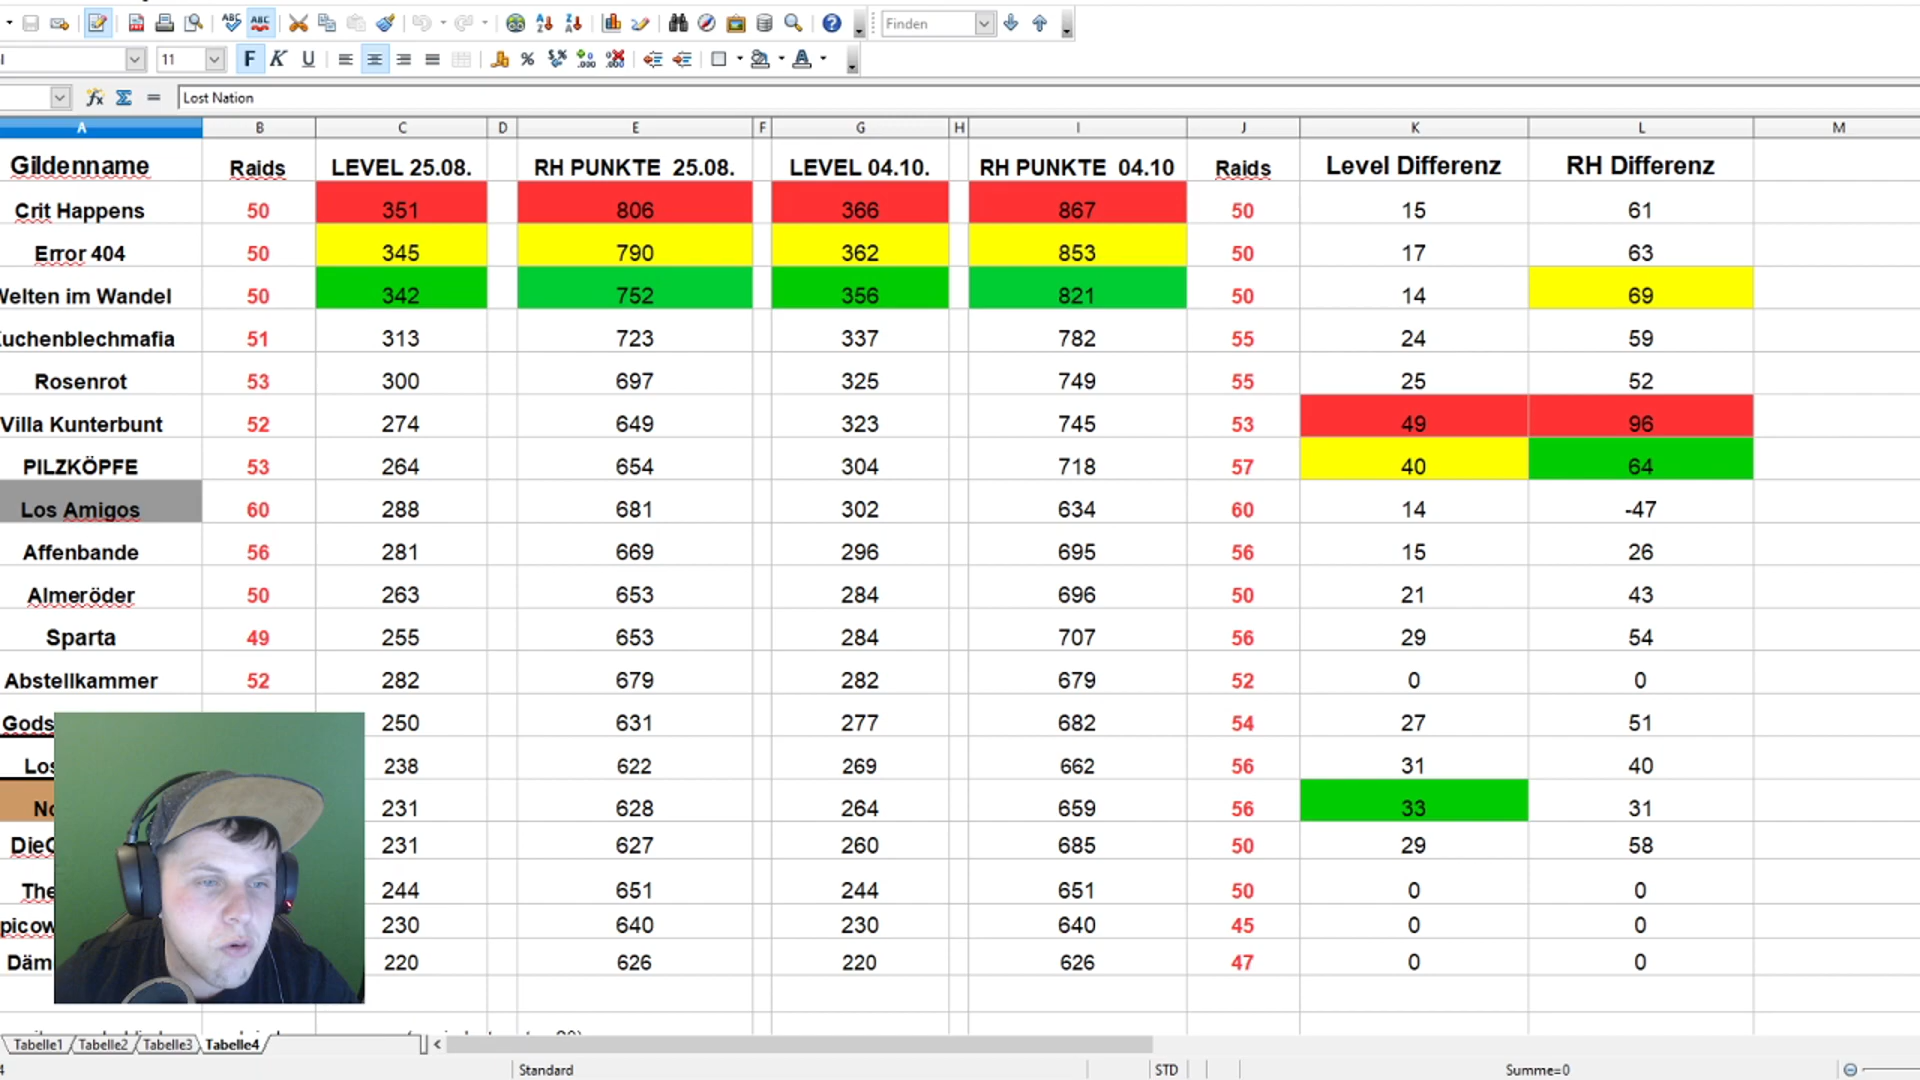 Finden
11
F K U
Lost Nation
A B C D E F G H I J K L M
Gildenname Raids LEVEL 25.08. RH PUNKTE 25.08. LEVEL 04.10. RH PUNKTE 04.10 Raids Level Differenz RH Differenz
Crit Happens 50 351 806 366 867 50 15 61
Error 404 50 345 790 362 853 50 17 63
Welten im Wandel 50 342 752 356 821 50 14 69
Kuchenblechmafia 51 313 723 337 782 55 24 59
Rosenrot 53 300 697 325 749 55 25 52
Villa Kunterbunt 52 274 649 323 745 53 49 96
PILZKÖPFE 53 264 654 304 718 57 40 64
Los Amigos 60 288 681 302 634 60 14 -47
Affenbande 56 281 669 296 695 56 15 26
Almeröder 50 263 653 284 696 50 21 43
Sparta 49 255 653 284 707 56 29 54
Abstellkammer 52 282 679 282 679 52 0 0
Gods 250 631 277 682 54 27 51
Los 238 622 269 662 56 31 40
No 231 628 264 659 56 33 31
Die 231 627 260 685 50 29 58
The 244 651 244 651 50 0 0
picow 230 640 230 640 45 0 0
Däm 220 626 220 626 47 0 0
Tabelle1 Tabelle2 Tabelle3 Tabelle4
4 Standard STD Summe=0